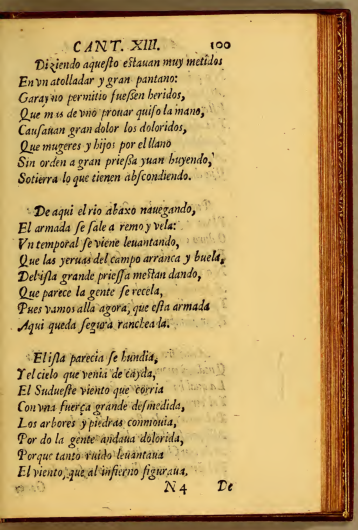 CANT. XIII. 100
Diziendo aquesto estauan muy metidos
En vn atolladar y gran pantano:
Garay no permitio fuessen heridos,
Que mas de vno prouar quiso la mano,
Causauan gran dolor los doloridos,
Que mugeres y hijos por el llano
Sin orden a gran priessa yuan huyendo,
Sotierra lo que tienen abscondiendo.
De aqui el rio abaxo nauegando,
El armada se sale a remo y vela:
Vn temporal se viene leuantando,
Que las yeruas del campo arranca y buela,
Del isla grande priessa mestan dando,
Que parece la gente se recela,
Pues vamos alla agora, que esta armada
Aqui queda segura rancheada.
El isla parecia se hundia,
Y el cielo que venia de cayda,
El Sudueste viento que corria
Con vna fuerça grande desmedida,
Los arbores y piedras conmouia,
Por do la gente andaua dolorida,
Porque tanto ruido leuantaua
El viento, que al infierno figuraua,
N4 De